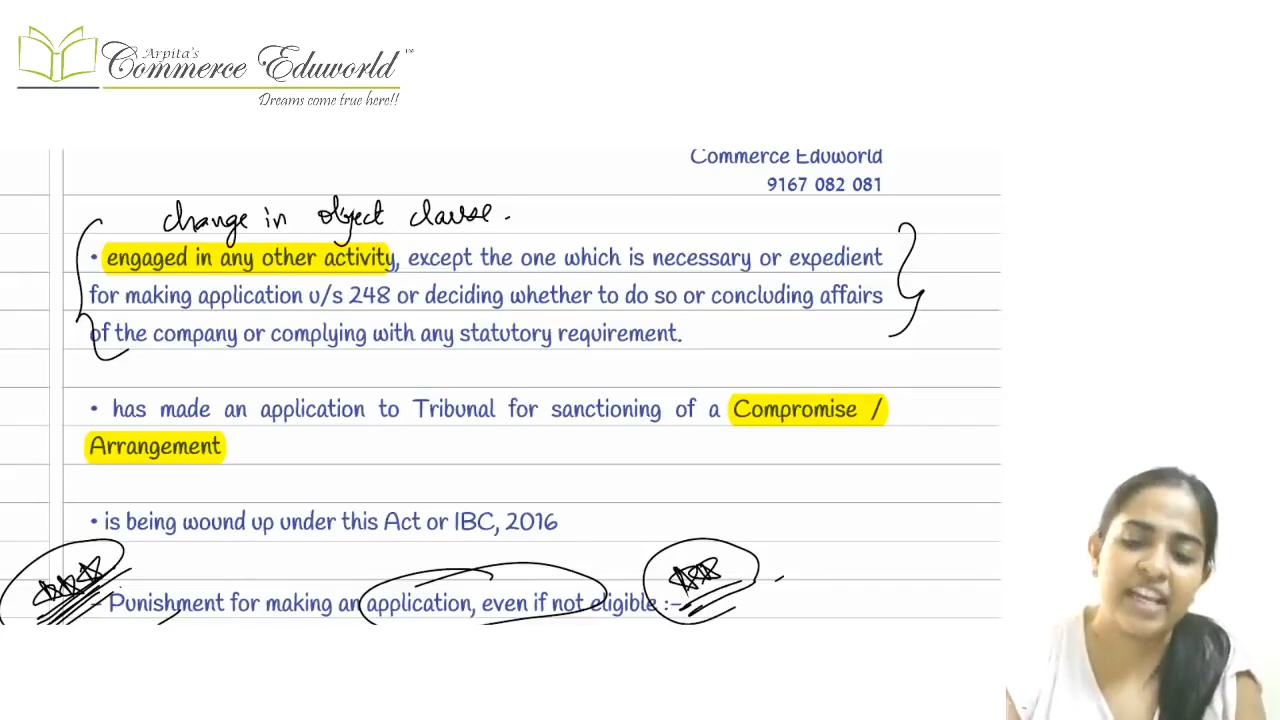 Arpita's
Commerce Eduworld™
Dreams come true here!!
Commerce Eduworld
9167 082 081
change in object clause.
• engaged in any other activity, except the one which is necessary or expedient
for making application u/s 248 or deciding whether to do so or concluding affairs
of the company or complying with any statutory requirement.
• has made an application to Tribunal for sanctioning of a Compromise /
Arrangement
• is being wound up under this Act or IBC, 2016
- Punishment for making an application, even if not eligible :-